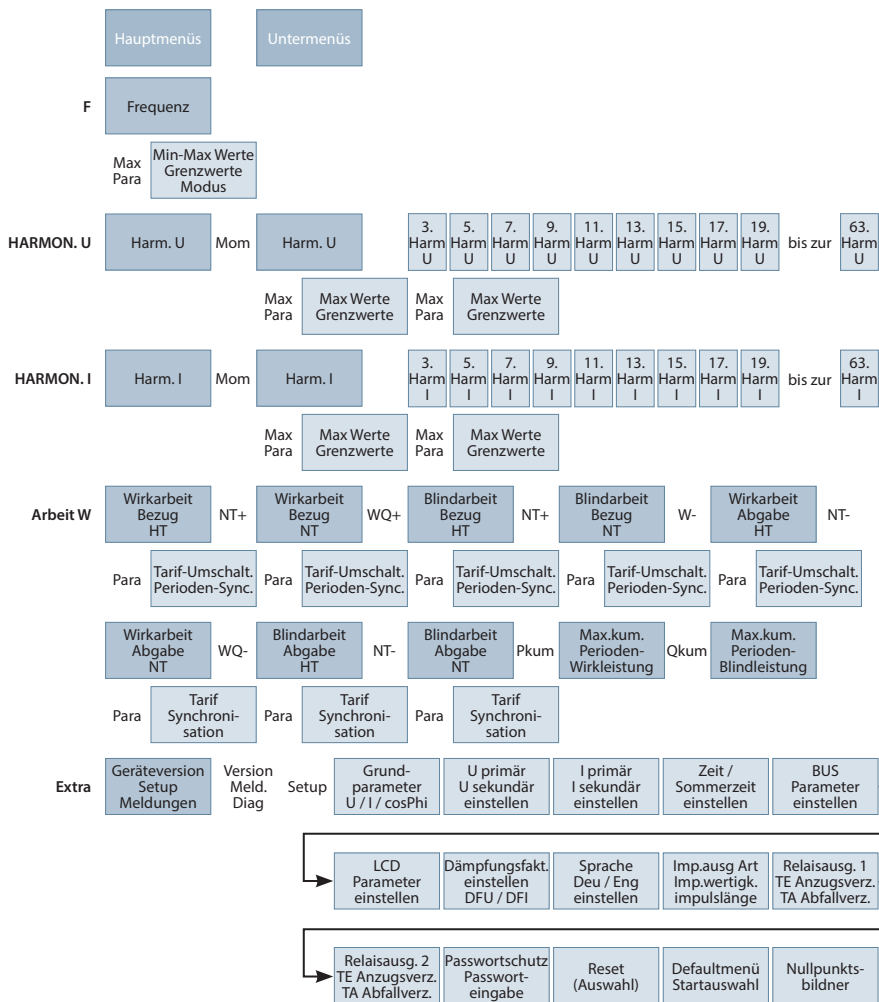 Hauptmenüs
Untermenüs
F
Frequenz
Max
Para
Min-Max Werte
Grenzwerte
Modus
HARMON. U
Harm. U
Mom
Harm. U
3.
Harm
U
5.
Harm
U
7.
Harm
U
9.
Harm
U
11.
Harm
U
13.
Harm
U
15.
Harm
U
17.
Harm
U
19.
Harm
U
bis zur
63.
Harm
U
Max
Para
Max Werte
Grenzwerte
Max
Para
Max Werte
Grenzwerte
HARMON. I
Harm. I
Mom
Harm. I
3.
Harm
I
5.
Harm
I
7.
Harm
I
9.
Harm
I
11.
Harm
I
13.
Harm
I
15.
Harm
I
17.
Harm
I
19.
Harm
I
bis zur
63.
Harm
I
Max
Para
Max Werte
Grenzwerte
Max
Para
Max Werte
Grenzwerte
Arbeit W
Wirkarbeit
Bezug
HT
NT+
Wirkarbeit
Bezug
NT
WQ+
Blindarbeit
Bezug
HT
NT+
Blindarbeit
Bezug
NT
W-
Wirkarbeit
Abgabe
HT
NT-
Para
Tarif-Umschalt.
Perioden-Sync.
Para
Tarif-Umschalt.
Perioden-Sync.
Para
Tarif-Umschalt.
Perioden-Sync.
Para
Tarif-Umschalt.
Perioden-Sync.
Para
Tarif-Umschalt.
Perioden-Sync.
Wirkarbeit
Abgabe
NT
WQ-
Blindarbeit
Abgabe
HT
NT-
Blindarbeit
Abgabe
NT
Pkum
Max.kum.
Perioden-
Wirkleistung
Qkum
Max.kum.
Perioden-
Blindleistung
Para
Tarif
Synchroni-
sation
Para
Tarif
Synchroni-
sation
Para
Tarif
Synchroni-
sation
Extra
Geräteversion
Setup
Meldungen
Version
Meld.
Diag
Setup
Grund-
parameter
U / I / cosPhi
U primär
U sekundär
einstellen
I primär
I sekundär
einstellen
Zeit /
Sommerzeit
einstellen
BUS
Parameter
einstellen
LCD
Parameter
einstellen
Dämpfungsfakt.
einstellen
DFU / DFI
Sprache
Deu / Eng
einstellen
Imp.ausg Art
Imp.wertigk.
impulslänge
Relaisausg. 1
TE Anzugsverz.
TA Abfallverz.
Relaisausg. 2
TE Anzugsverz.
TA Abfallverz.
Passwortschutz
Passwort-
eingabe
Reset
(Auswahl)
Defaultmenü
Startauswahl
Nullpunkts-
bildner